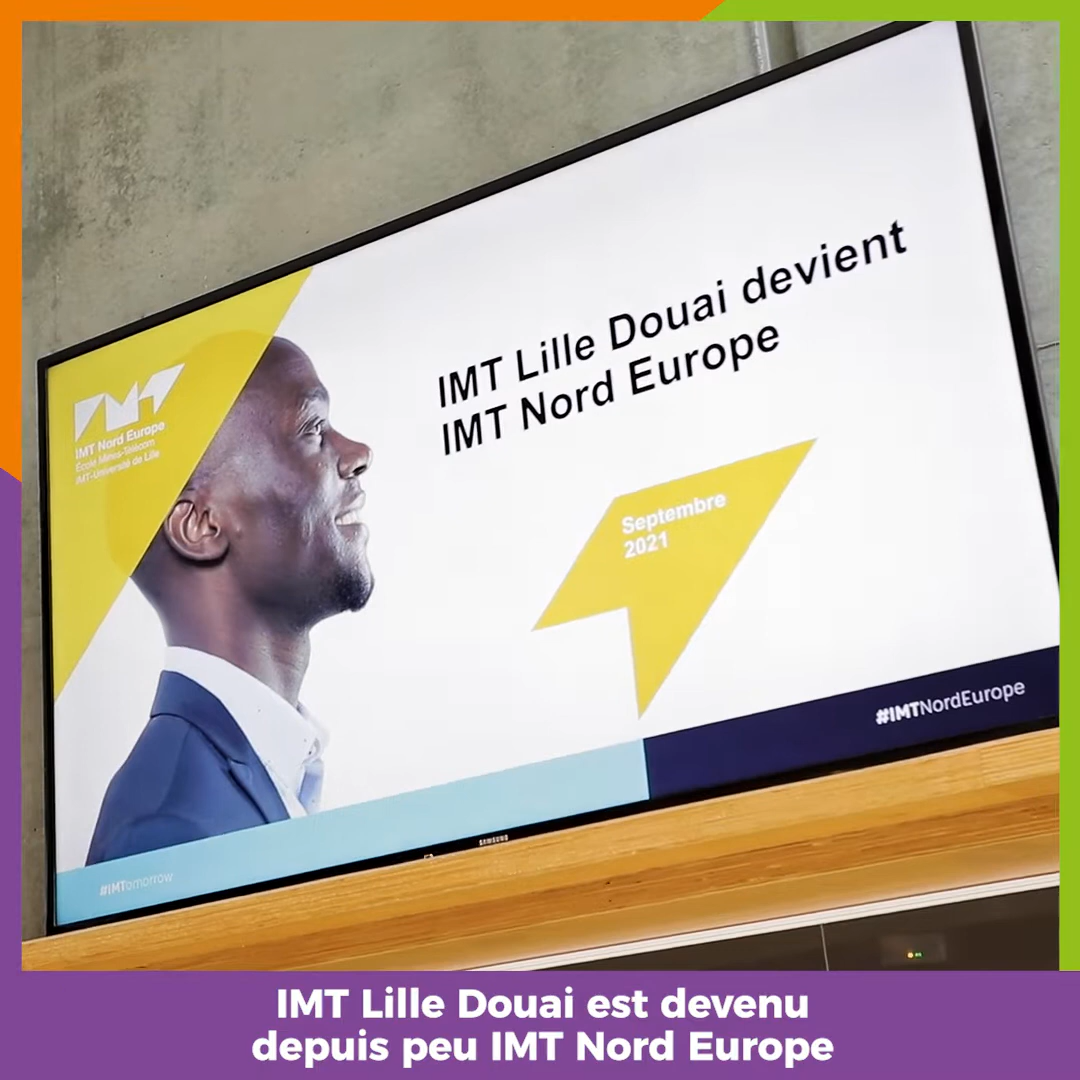 IMT Nord Europe
École Mines-Télécom
IMT-Université de Lille
IMT Lille Douai devient
IMT Nord Europe
Septembre
2021
#IMTNordEurope
#IMTomorrow
SAMSUNG
IMT Lille Douai est devenu
depuis peu IMT Nord Europe